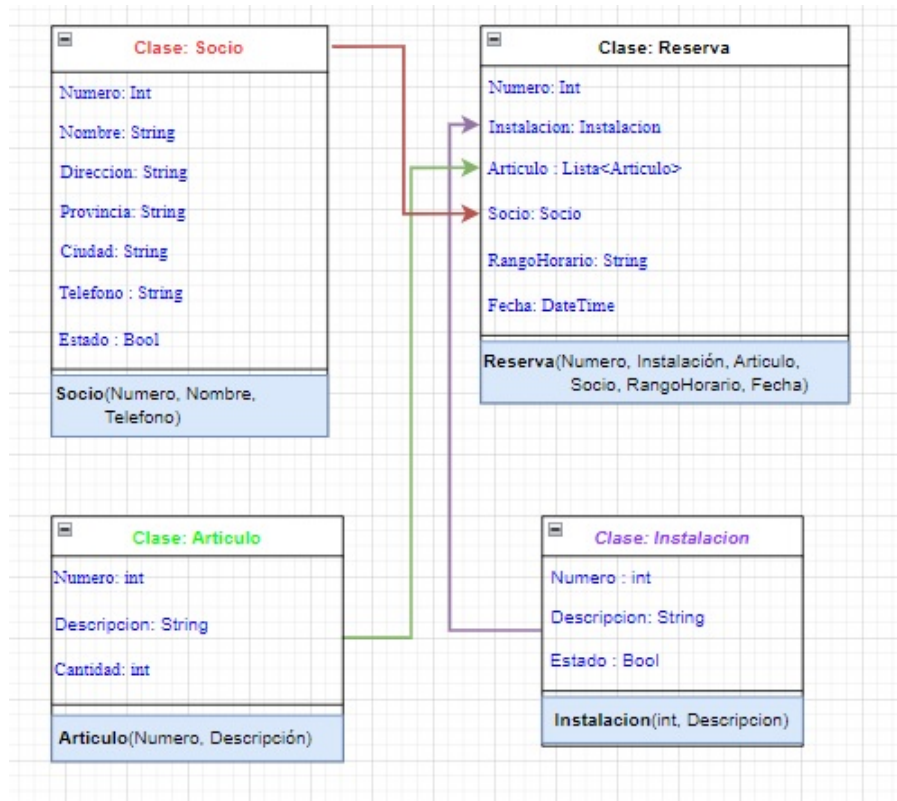 Clase: Socio
Numero: Int
Nombre: String
Direccion: String
Provincia: String
Ciudad: String
Telefono : String
Estado : Bool
Socio(Numero, Nombre,
Telefono)
Clase: Reserva
Numero: Int
Instalacion: Instalacion
Articulo : Lista<Articulo>
Socio: Socio
RangoHorario: String
Fecha: DateTime
Reserva(Numero, Instalación, Articulo,
Socio, RangoHorario, Fecha)
Clase: Articulo
Numero: int
Descripcion: String
Cantidad: int
Articulo(Numero, Descripción)
Clase: Instalacion
Numero : int
Descripcion: String
Estado : Bool
Instalacion(int, Descripcion)